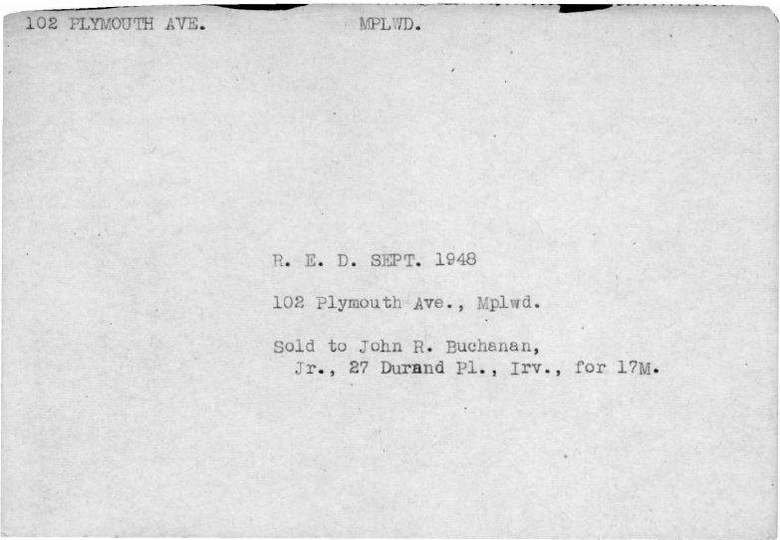 102 PLYMOUTH AVE. MPLWD.
R. E. D. SEPT. 1948
102 Plymouth Ave., Mplwd.
Sold to John R. Buchanan,
Jr., 27 Durand Pl., Irv., for 17M.